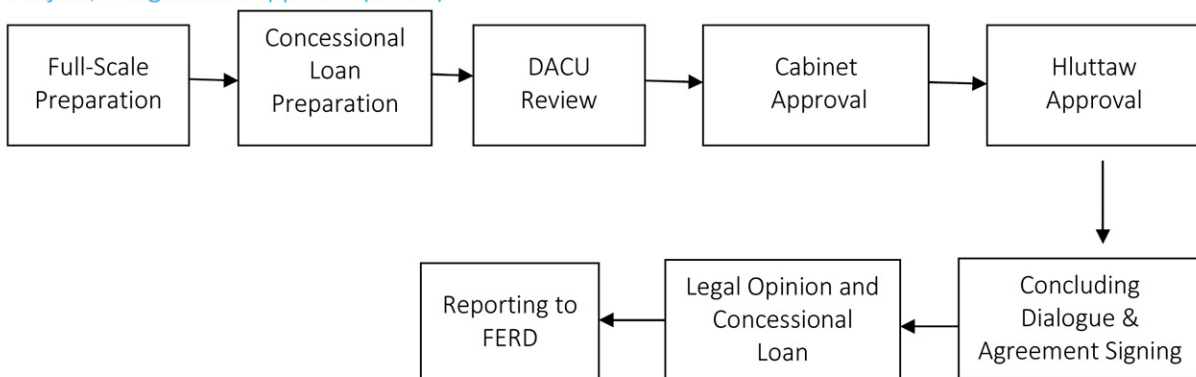 Full-Scale
Preparation
Concessional
Loan
Preparation
DACU
Review
Cabinet
Approval
Hluttaw
Approval
Concluding
Dialogue &
Agreement Signing
Legal Opinion and
Concessional
Loan
Reporting to
FERD